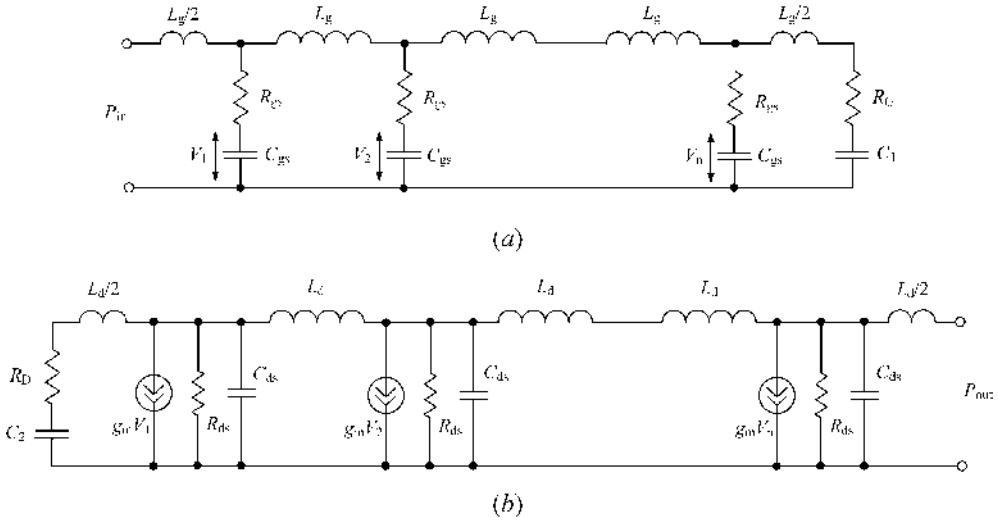 Lg/2 Lg Lg Lg Lg/2
Rgs Rgs Rgs RG
Pin
V1 Cgs V2 Cgs Vn Cgs C1
(a)
Ld/2 Ld Ld Ld Ld/2
RD Cds Cds Cds
Pout
C2 gmV1 Rds gmV2 Rds gmVn Rds
(b)